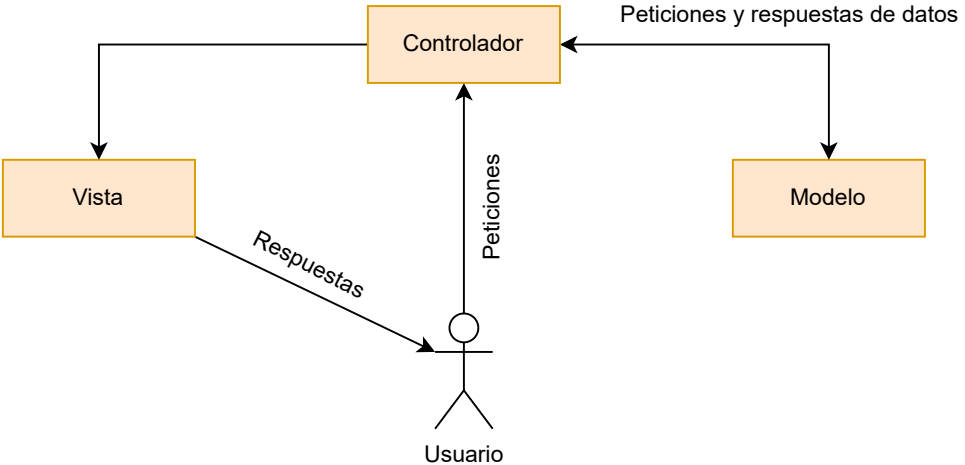 Peticiones y respuestas de datos
Controlador
Vista
Modelo
Peticiones
Respuestas
Usuario